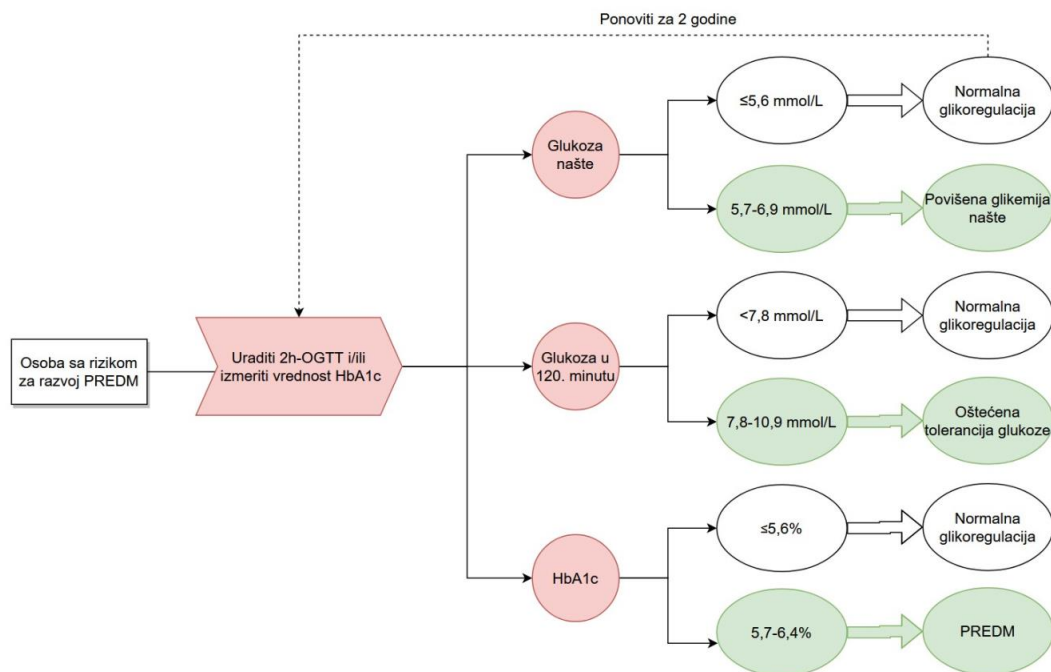 Ponoviti za 2 godine
Osoba sa rizikom
za razvoj PREDM
Uraditi 2h-OGTT i/ili
izmeriti vrednost HbA1c
Glukoza
našte
≤5,6 mmol/L
Normalna
glikoregulacija
5,7-6,9 mmol/L
Povišena glikemija
našte
Glukoza u
120. minutu
<7,8 mmol/L
Normalna
glikoregulacija
7,8-10,9 mmol/L
Oštećena
tolerancija glukoze
HbA1c
≤5,6%
Normalna
glikoregulacija
5,7-6,4%
PREDM